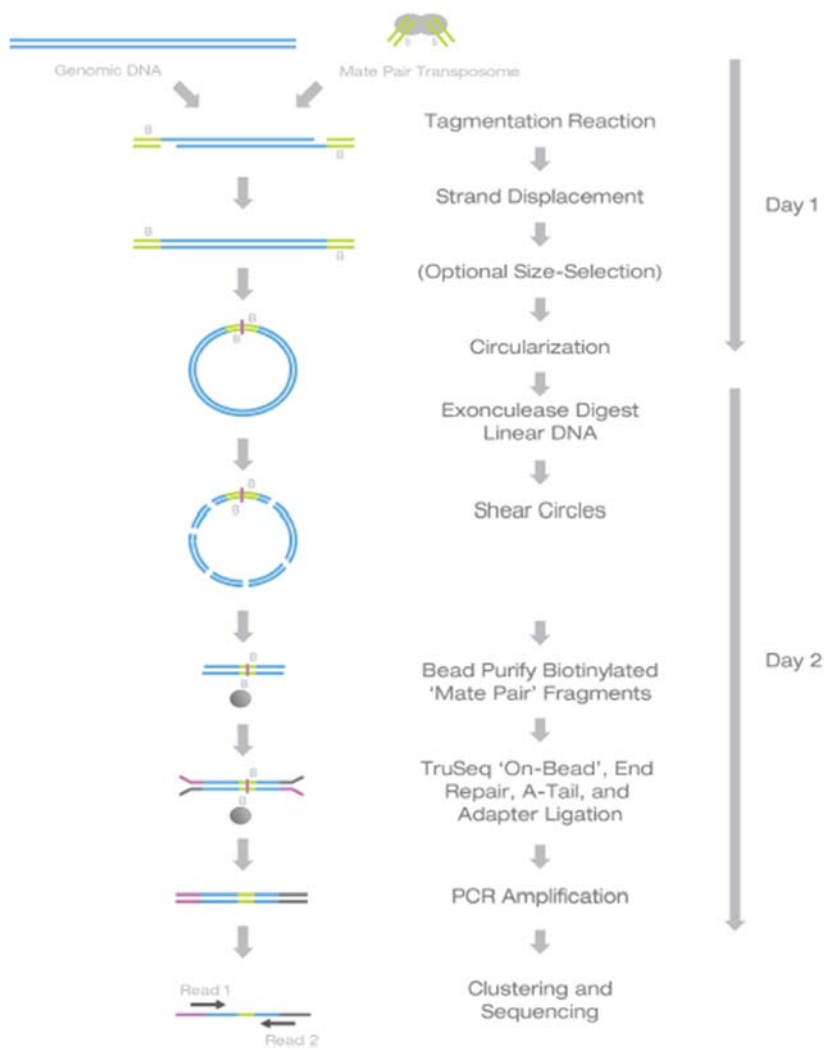 Genomic DNA
Mate Pair Transposome
B
B
Tagmentation Reaction
B
B
Strand Displacement
Day 1
B
B
(Optional Size-Selection)
B
B
Circularization
Exonculease Digest
Linear DNA
B
B
Shear Circles
B
B
Bead Purify Biotinylated
‘Mate Pair’ Fragments
Day 2
B
B
TruSeq ‘On-Bead’, End
Repair, A-Tail, and
Adapter Ligation
PCR Amplification
Read 1
Read 2
Clustering and
Sequencing